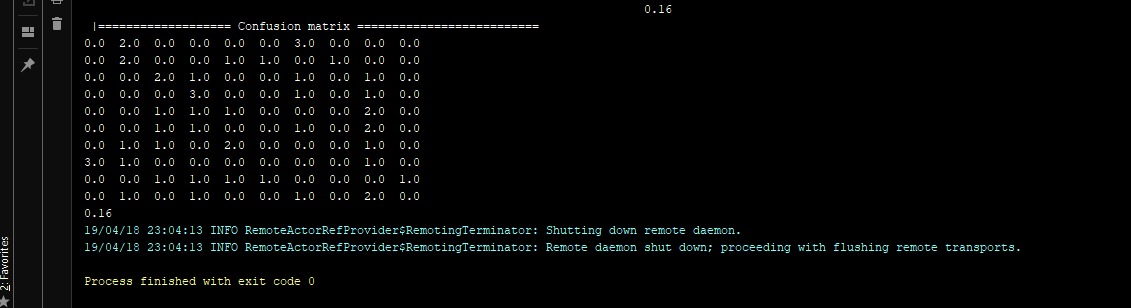 0.16
|=================== Confusion matrix ==========================
0.0 2.0 0.0 0.0 0.0 0.0 3.0 0.0 0.0 0.0
0.0 2.0 0.0 0.0 1.0 1.0 0.0 1.0 0.0 0.0
0.0 0.0 2.0 1.0 0.0 0.0 1.0 0.0 1.0 0.0
0.0 0.0 0.0 3.0 0.0 0.0 1.0 0.0 1.0 0.0
0.0 0.0 1.0 1.0 1.0 0.0 0.0 0.0 2.0 0.0
0.0 0.0 1.0 1.0 0.0 0.0 1.0 0.0 2.0 0.0
0.0 1.0 1.0 0.0 2.0 0.0 0.0 0.0 1.0 0.0
3.0 1.0 0.0 0.0 0.0 0.0 0.0 0.0 1.0 0.0
0.0 0.0 1.0 1.0 1.0 1.0 0.0 0.0 0.0 1.0
0.0 1.0 0.0 1.0 0.0 0.0 1.0 0.0 2.0 0.0
0.16
19/04/18 23:04:13 INFO RemoteActorRefProvider$RemotingTerminator: Shutting down remote daemon.
19/04/18 23:04:13 INFO RemoteActorRefProvider$RemotingTerminator: Remote daemon shut down; proceeding with flushing remote transports.
Process finished with exit code 0
2: Favorites